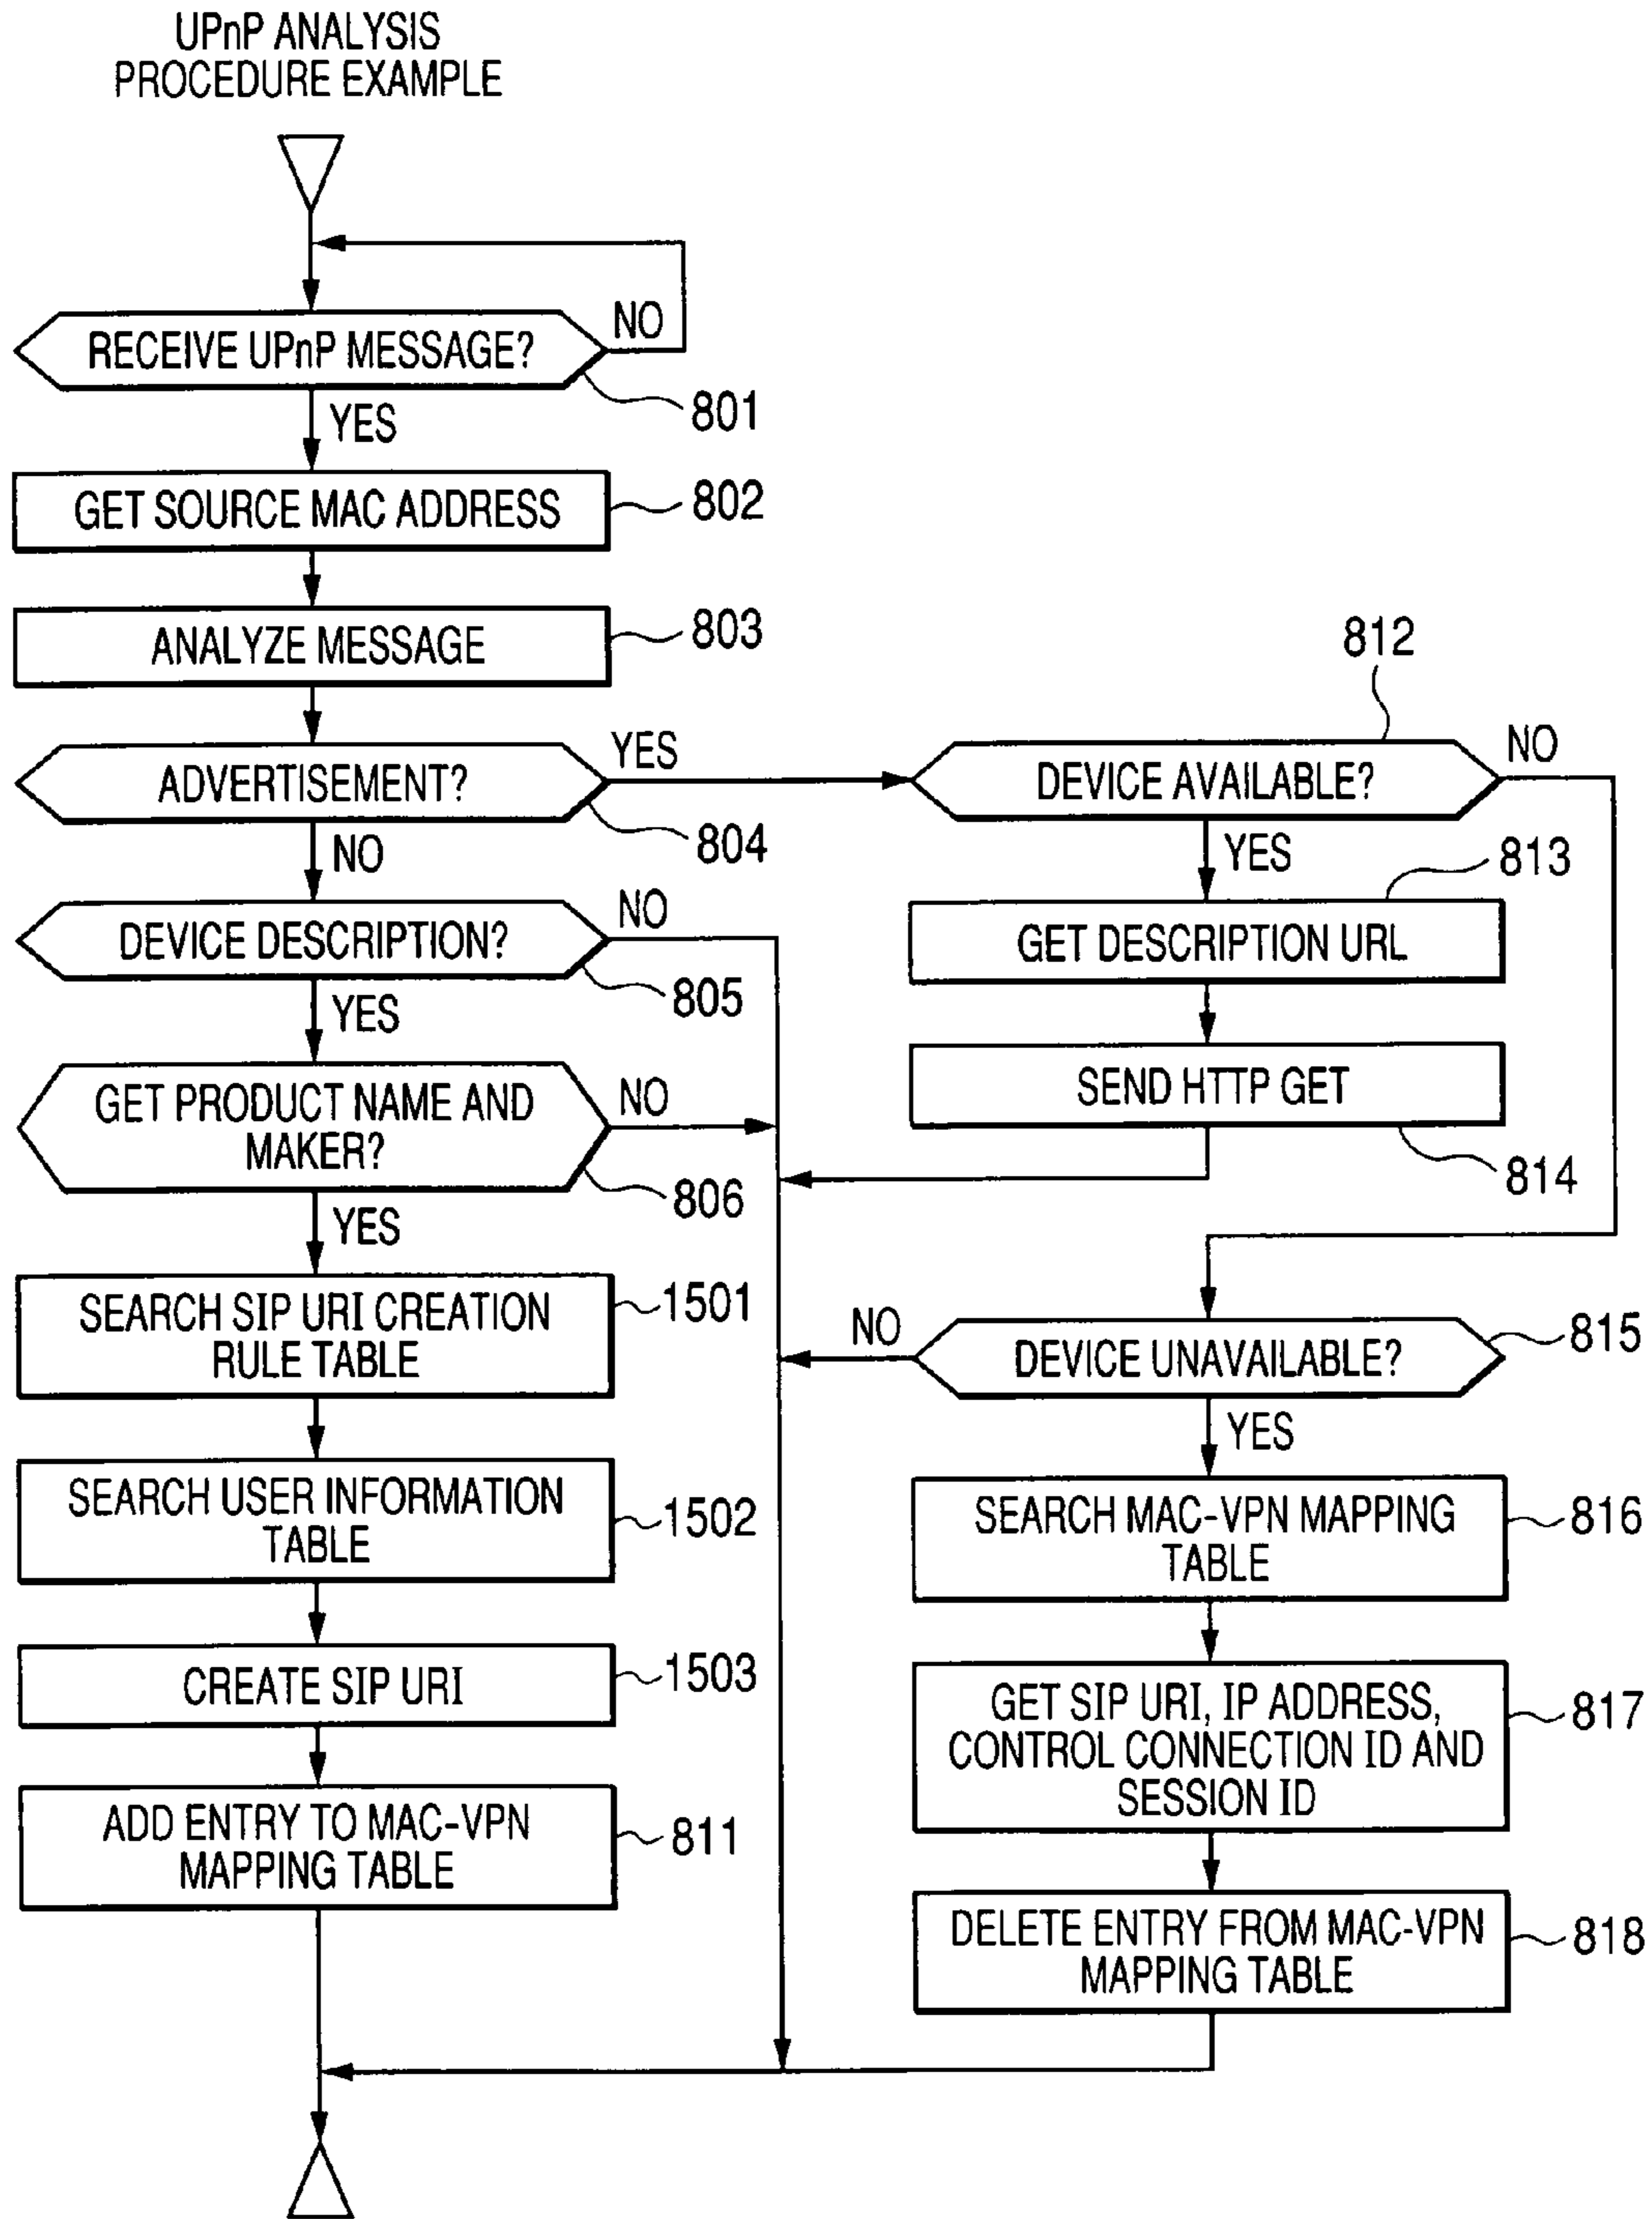 UPnP ANALYSIS
PROCEDURE EXAMPLE
RECEIVE UPnP MESSAGE?
NO
801
YES
GET SOURCE MAC ADDRESS
802
ANALYZE MESSAGE
803
ADVERTISEMENT?
YES
804
NO
DEVICE DESCRIPTION?
NO
805
YES
GET PRODUCT NAME AND
MAKER?
NO
806
YES
SEARCH SIP URI CREATION
RULE TABLE
1501
SEARCH USER INFORMATION
TABLE
1502
CREATE SIP URI
1503
ADD ENTRY TO MAC-VPN
MAPPING TABLE
811
812
DEVICE AVAILABLE?
NO
YES
813
GET DESCRIPTION URL
SEND HTTP GET
814
NO
DEVICE UNAVAILABLE?
815
YES
SEARCH MAC-VPN MAPPING
TABLE
816
GET SIP URI, IP ADDRESS,
CONTROL CONNECTION ID AND
SESSION ID
817
DELETE ENTRY FROM MAC-VPN
MAPPING TABLE
818